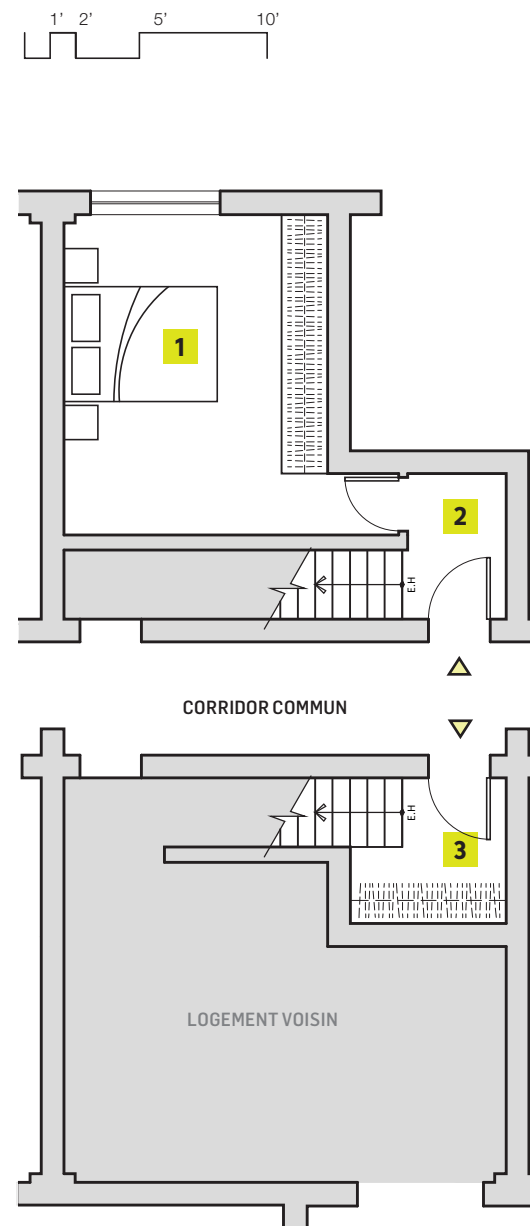 1’ 2’ 5’ 10’
1
2
E.H
CORRIDOR COMMUN
E.H
3
LOGEMENT VOISIN